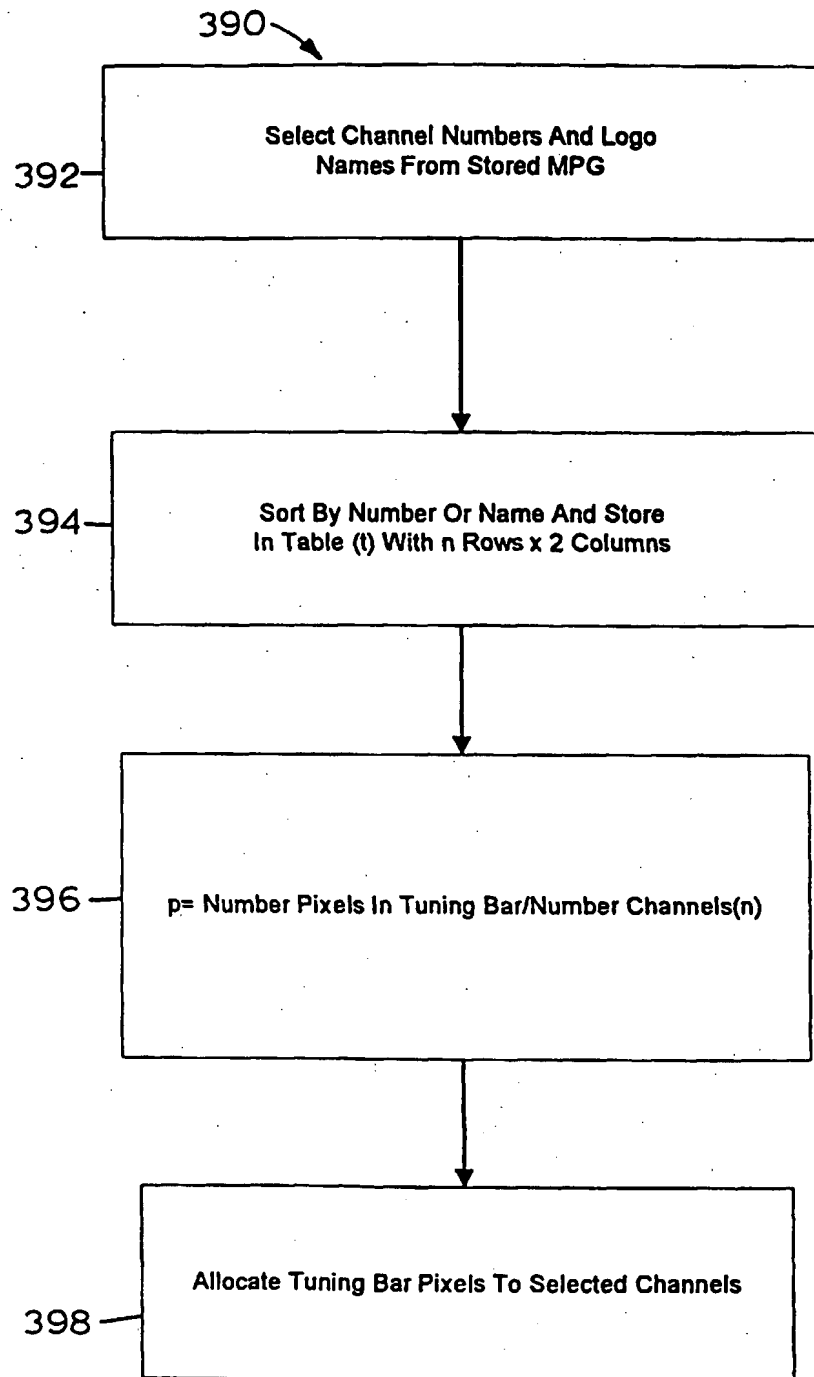 390
Select Channel Numbers And Logo
Names From Stored MPG
392
Sort By Number Or Name And Store
In Table (t) With n Rows x 2 Columns
394
p= Number Pixels In Tuning Bar/Number Channels(n)
396
Allocate Tuning Bar Pixels To Selected Channels
398